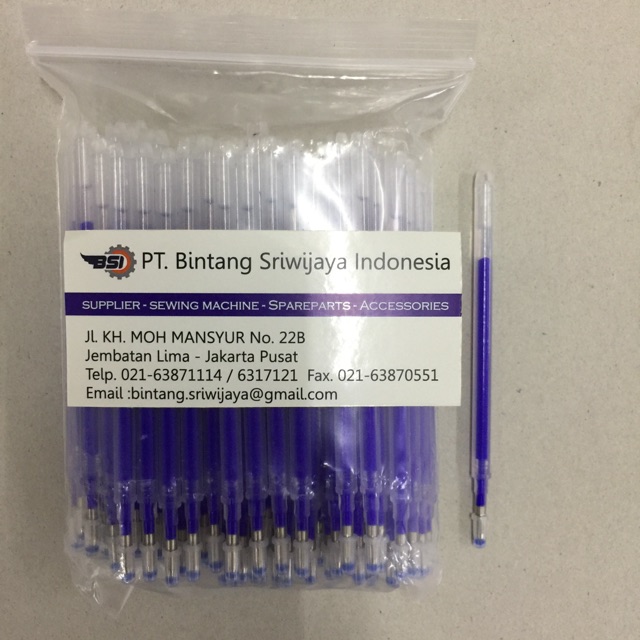 BSI PT. Bintang Sriwijaya Indonesia
SUPPLIER - SEWING MACHINE - SPAREPARTS - ACCESSORIES
Jl. KH. MOH MANSYUR No. 22B
Jembatan Lima - Jakarta Pusat
Telp. 021-63871114 / 6317121 Fax. 021-63870551
Email :bintang.sriwijaya@gmail.com